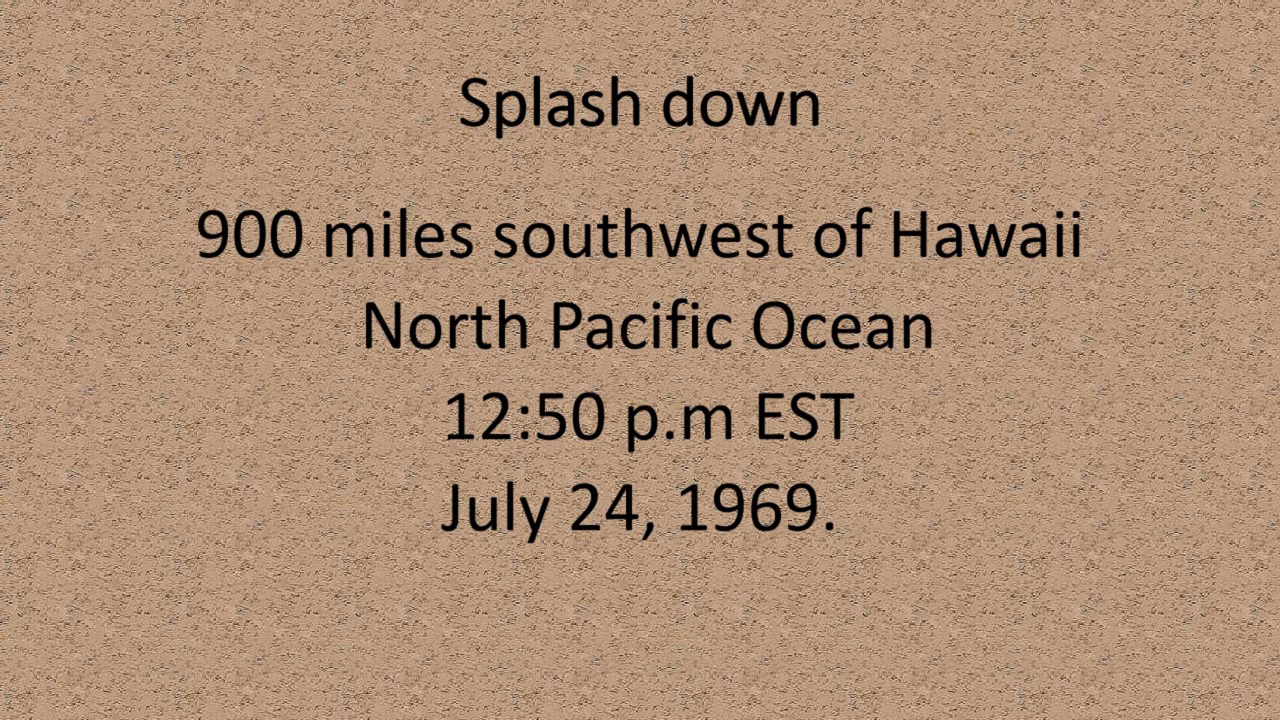 Splash down
900 miles southwest of Hawaii
North Pacific Ocean
12:50 p.m EST
July 24, 1969.